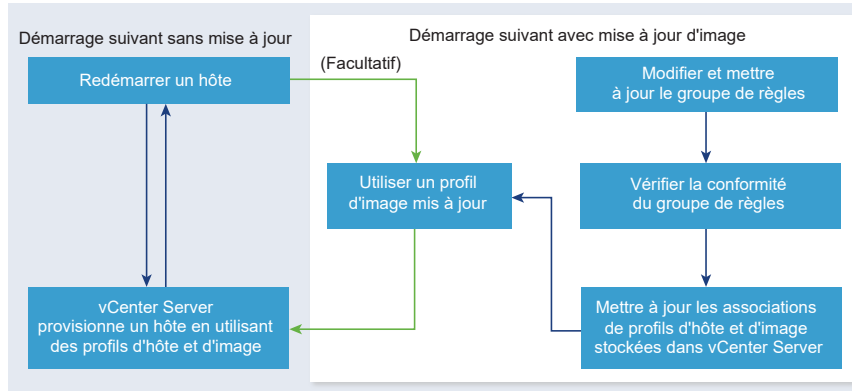 Démarrage suivant sans mise à jour
Redémarrer un hôte
vCenter Server
provisionne un hôte en utilisant
des profils d'hôte et d'image
Démarrage suivant avec mise à jour d'image
(Facultatif)
Utiliser un profil
d'image mis à jour
Modifier et mettre
à jour le groupe de règles
Vérifier la conformité
du groupe de règles
Mettre à jour les associations
de profils d'hôte et d'image
stockées dans vCenter Server